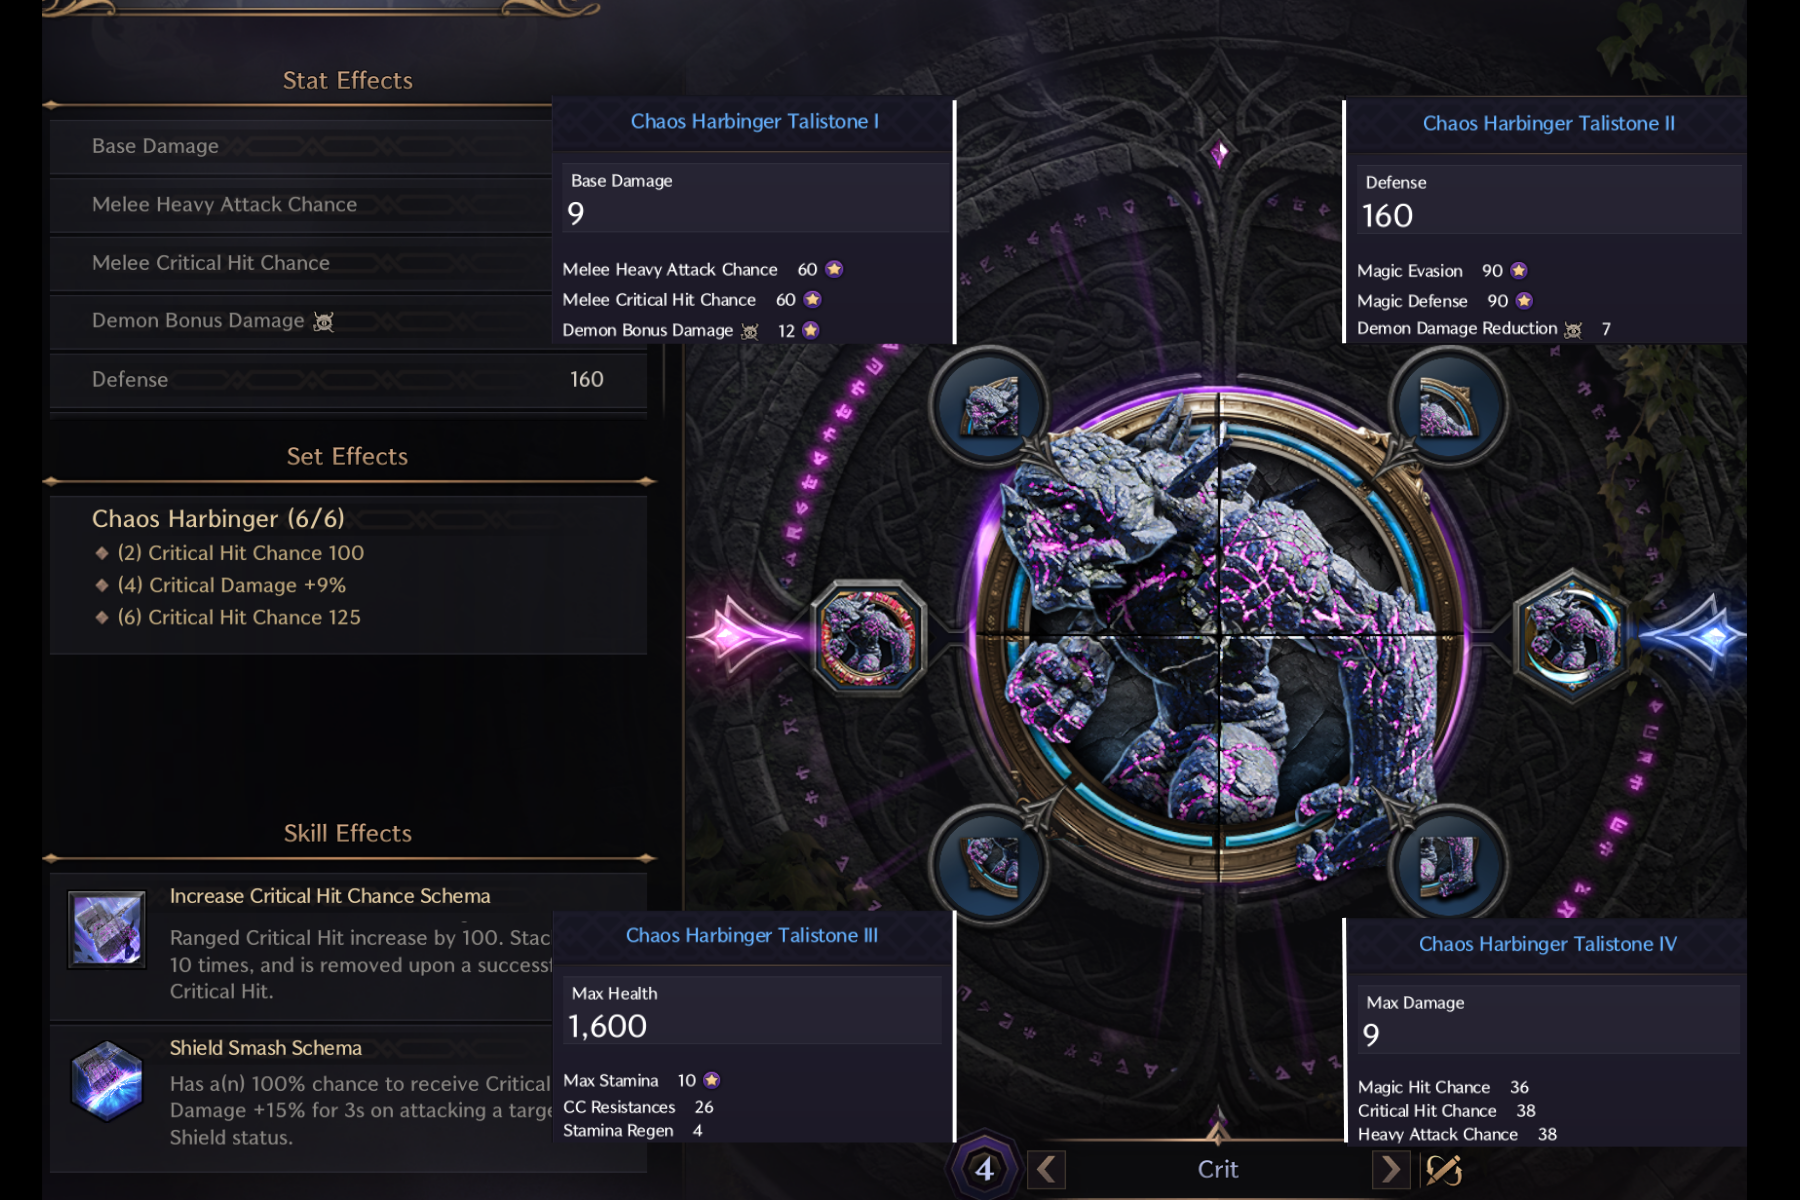 Stat Effects
Base Damage
Melee Heavy Attack Chance
Melee Critical Hit Chance
Demon Bonus Damage
Defense 160
Set Effects
Chaos Harbinger (6/6)
(2) Critical Hit Chance 100
(4) Critical Damage +9%
(6) Critical Hit Chance 125
Skill Effects
Increase Critical Hit Chance Schema
Ranged Critical Hit increase by 100. Stac
10 times, and is removed upon a successf
Critical Hit.
Shield Smash Schema
Has a(n) 100% chance to receive Critical
Damage +15% for 3s on attacking a targe
Shield status.
Chaos Harbinger Talistone I
Base Damage
9
Melee Heavy Attack Chance 60
Melee Critical Hit Chance 60
Demon Bonus Damage 12
Chaos Harbinger Talistone II
Defense
160
Magic Evasion 90
Magic Defense 90
Demon Damage Reduction 7
Chaos Harbinger Talistone III
Max Health
1,600
Max Stamina 10
CC Resistances 26
Stamina Regen 4
Chaos Harbinger Talistone IV
Max Damage
9
Magic Hit Chance 36
Critical Hit Chance 38
Heavy Attack Chance 38
4
Crit